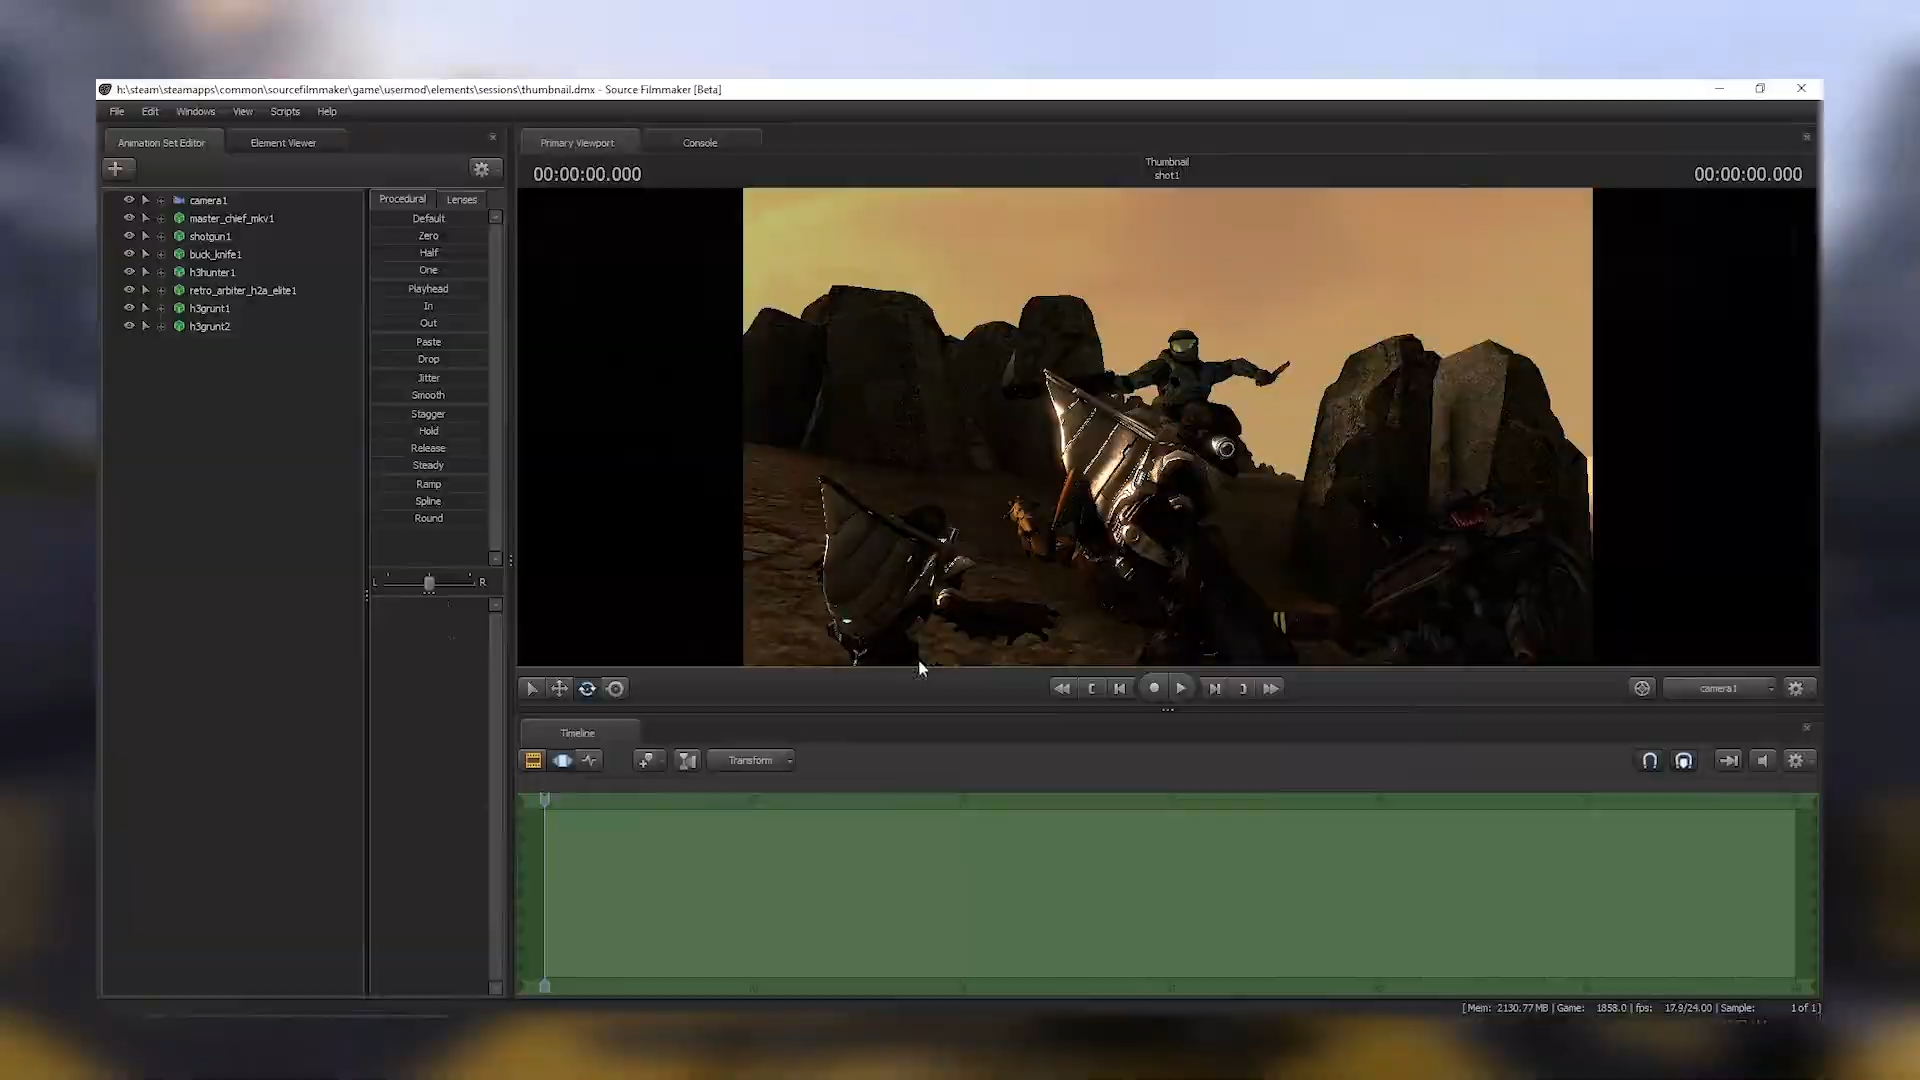 h:\steam\steamapps\common\sourcefilmmaker\game\usermod\elements\sessions\thumbnail.dmx - Source Filmmaker [Beta]
File Edit Windows View Scripts Help
Animation Set Editor Element Viewer
Primary Viewport Console
00:00:00.000
Thumbnail
shot1
00:00:00.000
camera1
master_chief_mkv1
shotgun1
buck_knife1
h3hunter1
retro_arbiter_h2a_elite1
h3grunt1
h3grunt2
Procedural Lenses
Default
Zero
Half
One
Playhead
In
Out
Paste
Drop
Jitter
Smooth
Stagger
Hold
Release
Steady
Ramp
Spline
Round
L R
camera1
Timeline
Transform
[ Mem: 2130.77 MB | Game: 1858.0 | fps: 17.9/24.00 | Sample: 1 of 1 ]